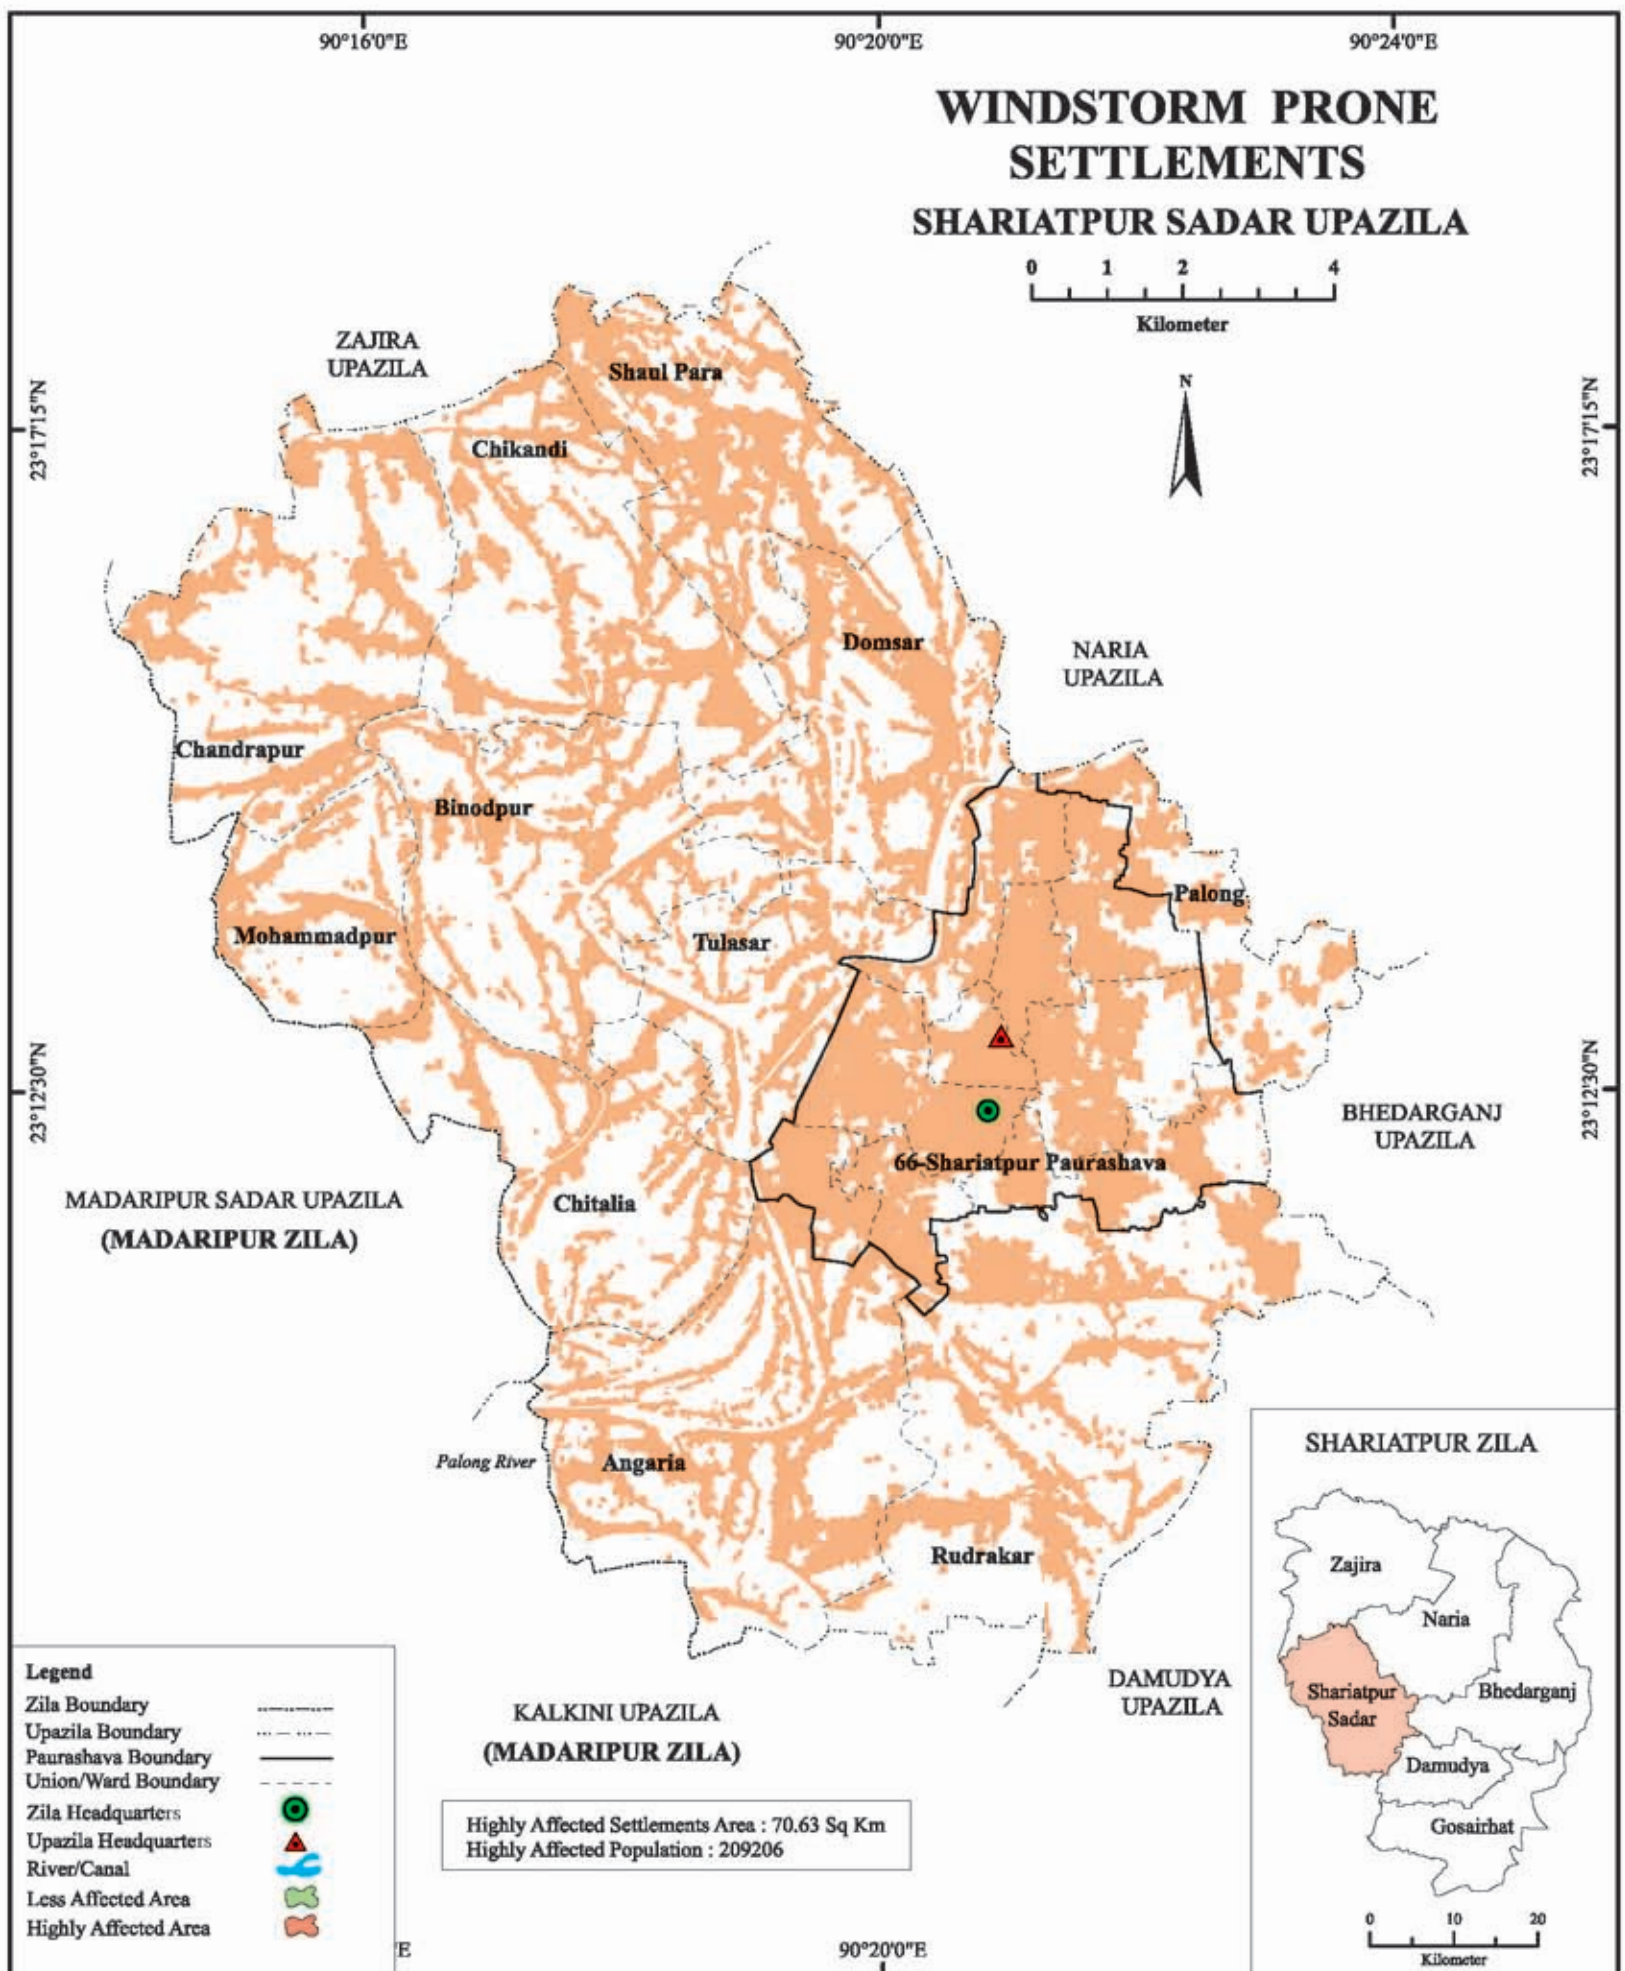 90°16'0"E
90°20'0"E
90°24'0"E
WINDSTORM PRONE
SETTLEMENTS
SHARIATPUR SADAR UPAZILA
0 1 2 4
Kilometer
ZAJIRA
UPAZILA
Shaul Para
N
23°17'15"N
23°17'15"N
Chikandi
Domsar
NARIA
UPAZILA
Chandrapur
Binodpur
Palong
Mohammadpur
Tulasar
23°12'30"N
23°12'30"N
BHEDARGANJ
UPAZILA
66-Shariatpur Paurashava
MADARIPUR SADAR UPAZILA
(MADARIPUR ZILA)
Chitalia
Palong River
Angaria
Rudrakar
SHARIATPUR ZILA
Zajira
Naria
Shariatpur
Sadar
Bhedarganj
Damudya
Gosairhat
0 10 20
Kilometer
DAMUDYA
UPAZILA
KALKINI UPAZILA
(MADARIPUR ZILA)
Legend
Zila Boundary
Upazila Boundary
Paurashava Boundary
Union/Ward Boundary
Zila Headquarters
Upazila Headquarters
River/Canal
Less Affected Area
Highly Affected Area
Highly Affected Settlements Area : 70.63 Sq Km
Highly Affected Population : 209206
'E
90°20'0"E